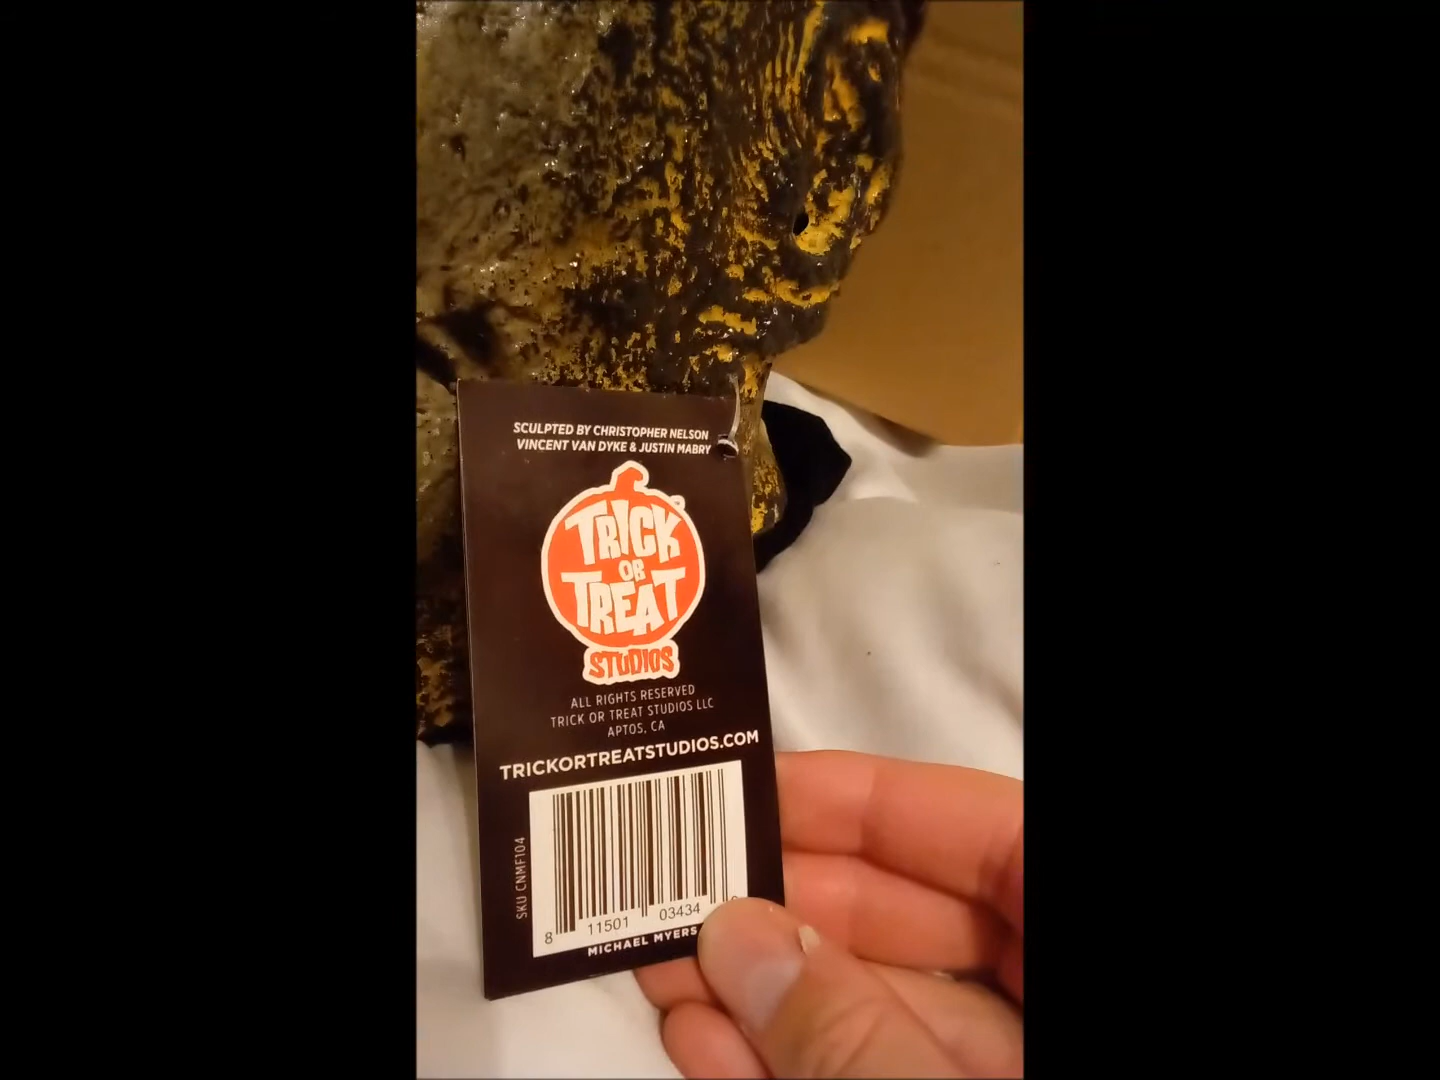 SCULPTED BY CHRISTOPHER NELSON
VINCENT VAN DYKE & JUSTIN MABRY
TRICK
OR
TREAT
STUDIOS
ALL RIGHTS RESERVED
TRICK OR TREAT STUDIOS LLC
APTOS, CA
TRICKORTREATSTUDIOS.COM
SKU CNMF104
8 11501 03434
MICHAEL MYERS